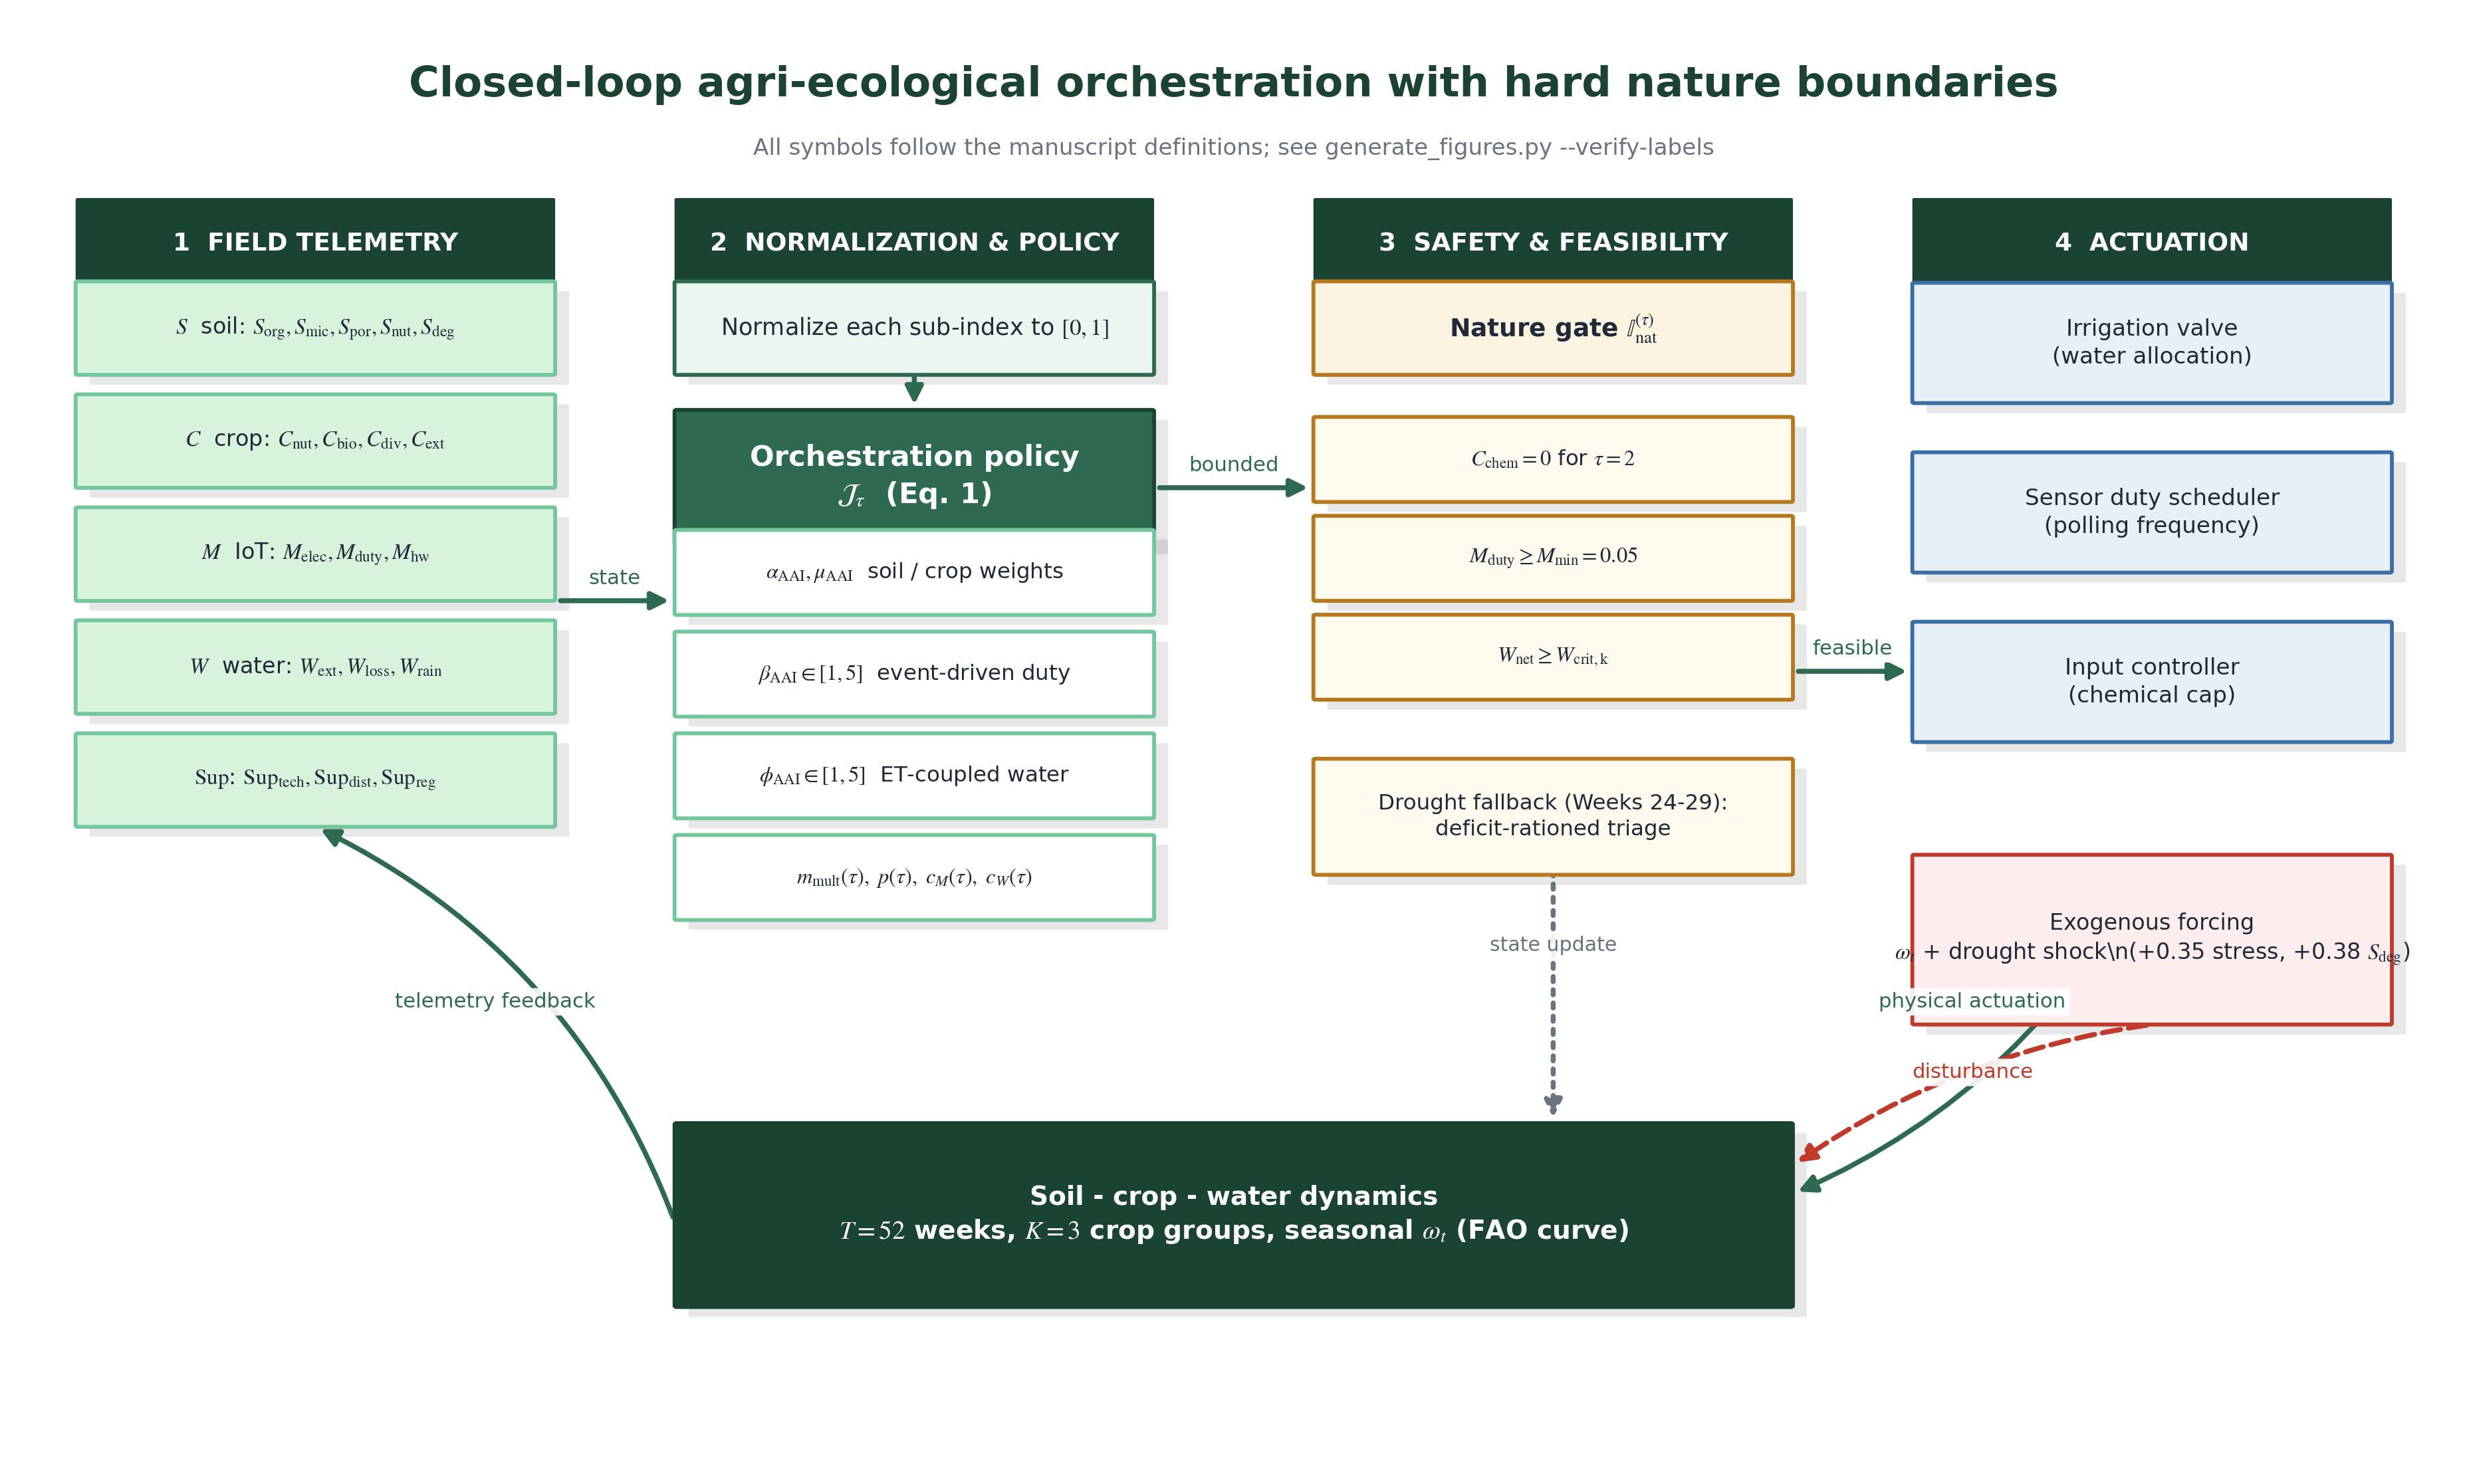 Closed-loop agri-ecological orchestration with hard nature boundaries
All symbols follow the manuscript definitions; see generate_figures.py --verify-labels
1 FIELD TELEMETRY
S soil: S_org, S_mic, S_por, S_nut, S_deg
C crop: C_nut, C_bio, C_div, C_ext
M IoT: M_elec, M_duty, M_hw
W water: W_ext, W_loss, W_rain
Sup: Sup_tech, Sup_dist, Sup_reg
state
2 NORMALIZATION & POLICY
Normalize each sub-index to [0, 1]
Orchestration policy
𝒥_τ (Eq. 1)
α_AAI, μ_AAI soil / crop weights
β_AAI ∈ [1, 5] event-driven duty
ϕ_AAI ∈ [1, 5] ET-coupled water
m_mult(τ), p(τ), c_M(τ), c_W(τ)
bounded
3 SAFETY & FEASIBILITY
Nature gate 𝕀_nat^(τ)
C_chem = 0 for τ = 2
M_duty ≥ M_min = 0.05
W_net ≥ W_crit,k
Drought fallback (Weeks 24-29):
deficit-rationed triage
feasible
4 ACTUATION
Irrigation valve
(water allocation)
Sensor duty scheduler
(polling frequency)
Input controller
(chemical cap)
Exogenous forcing
ω_t + drought shock\n(+0.35 stress, +0.38 S_deg)
state update
telemetry feedback
physical actuation
disturbance
Soil - crop - water dynamics
T = 52 weeks, K = 3 crop groups, seasonal ω_t (FAO curve)